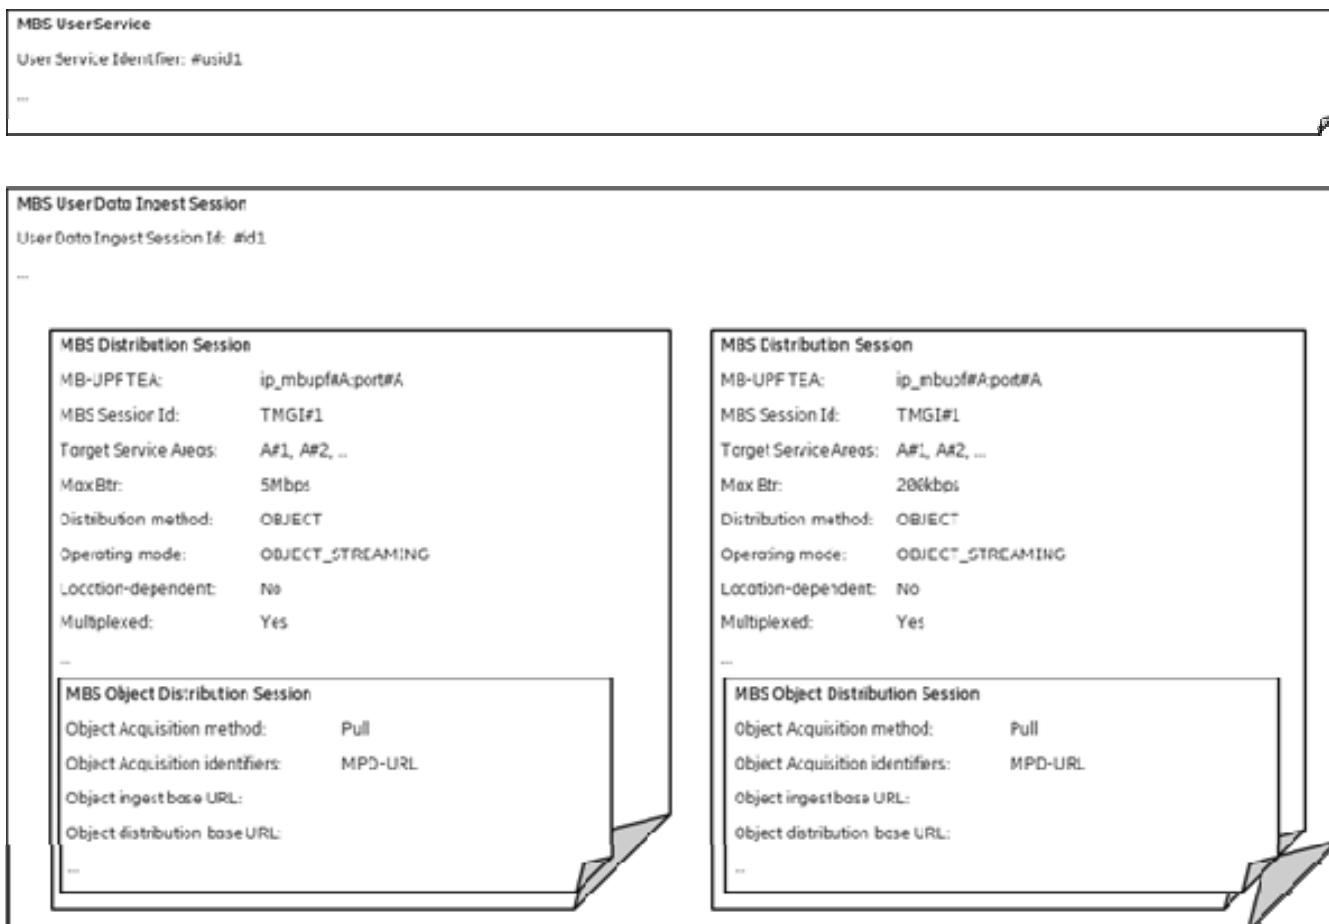 MBS User Service
User Service Identifier: #usid1
...
MBS User Data Ingest Session
User Data Ingest Session Id: #id1
...
MBS Distribution Session
MB-UPF TEA: ip_mbupf#A:port#A
MBS Session Id: TMGI#1
Target Service Areas: A#1, A#2, ...
Max Btr: 5Mbps
Distribution method: OBJECT
Operating mode: OBJECT_STREAMING
Location-dependent: No
Multiplexed: Yes
...
MBS Object Distribution Session
Object Acquisition method: Pull
Object Acquisition identifiers: MPD-URL
Object ingest base URL:
Object distribution base URL:
...
MBS Distribution Session
MB-UPF TEA: ip_mbupf#A:port#A
MBS Session Id: TMGI#1
Target Service Areas: A#1, A#2, ...
Max Btr: 200kbps
Distribution method: OBJECT
Operating mode: OBJECT_STREAMING
Location-dependent: No
Multiplexed: Yes
...
MBS Object Distribution Session
Object Acquisition method: Pull
Object Acquisition identifiers: MPD-URL
Object ingest base URL:
Object distribution base URL:
...